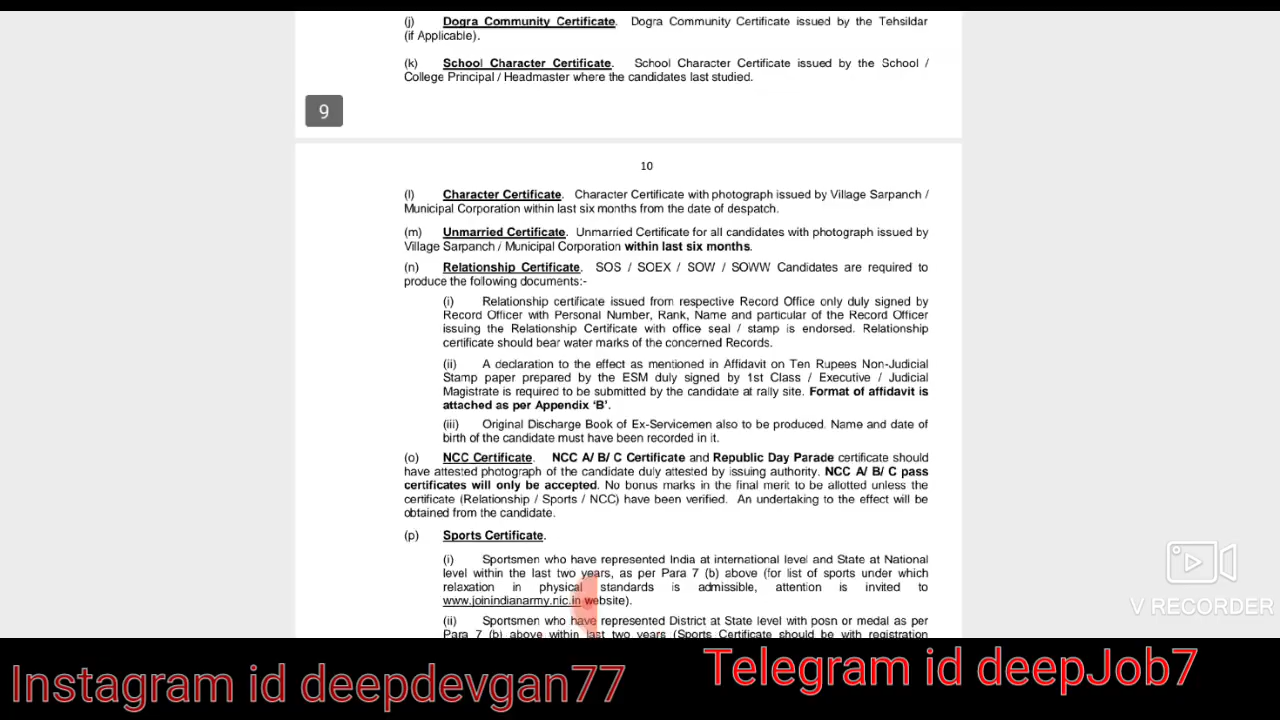 (j) Dogra Community Certificate. Dogra Community Certificate issued by the Tehsildar
(if Applicable).
(k) School Character Certificate. School Character Certificate issued by the School /
College Principal / Headmaster where the candidates last studied.
9
10
(l) Character Certificate. Character Certificate with photograph issued by Village Sarpanch /
Municipal Corporation within last six months from the date of despatch.
(m) Unmarried Certificate. Unmarried Certificate for all candidates with photograph issued by
Village Sarpanch / Municipal Corporation within last six months.
(n) Relationship Certificate. SOS / SOEX / SOW / SOWW Candidates are required to
produce the following documents:-
(i) Relationship certificate issued from respective Record Office only duly signed by
Record Officer with Personal Number, Rank, Name and particular of the Record Officer
issuing the Relationship Certificate with office seal / stamp is endorsed. Relationship
certificate should bear water marks of the concerned Records.
(ii) A declaration to the effect as mentioned in Affidavit on Ten Rupees Non-Judicial
Stamp paper prepared by the ESM duly signed by 1st Class / Executive / Judicial
Magistrate is required to be submitted by the candidate at rally site. Format of affidavit is
attached as per Appendix ‘B’.
(iii) Original Discharge Book of Ex-Servicemen also to be produced. Name and date of
birth of the candidate must have been recorded in it.
(o) NCC Certificate. NCC A/ B/ C Certificate and Republic Day Parade certificate should
have attested photograph of the candidate duly attested by issuing authority. NCC A/ B/ C pass
certificates will only be accepted. No bonus marks in the final merit to be allotted unless the
certificate (Relationship / Sports / NCC) have been verified. An undertaking to the effect will be
obtained from the candidate.
(p) Sports Certificate.
(i) Sportsmen who have represented India at international level and State at National
level within the last two years, as per Para 7 (b) above (for list of sports under which
relaxation in physical standards is admissible, attention is invited to
www.joinindianarmy.nic.in website).
(ii) Sportsmen who have represented District at State level with posn or medal as per
Para 7 (b) above within last two years (Sports Certificate should be with registration
V RECORDER
Instagram id deepdevgan77
Telegram id deepJob7